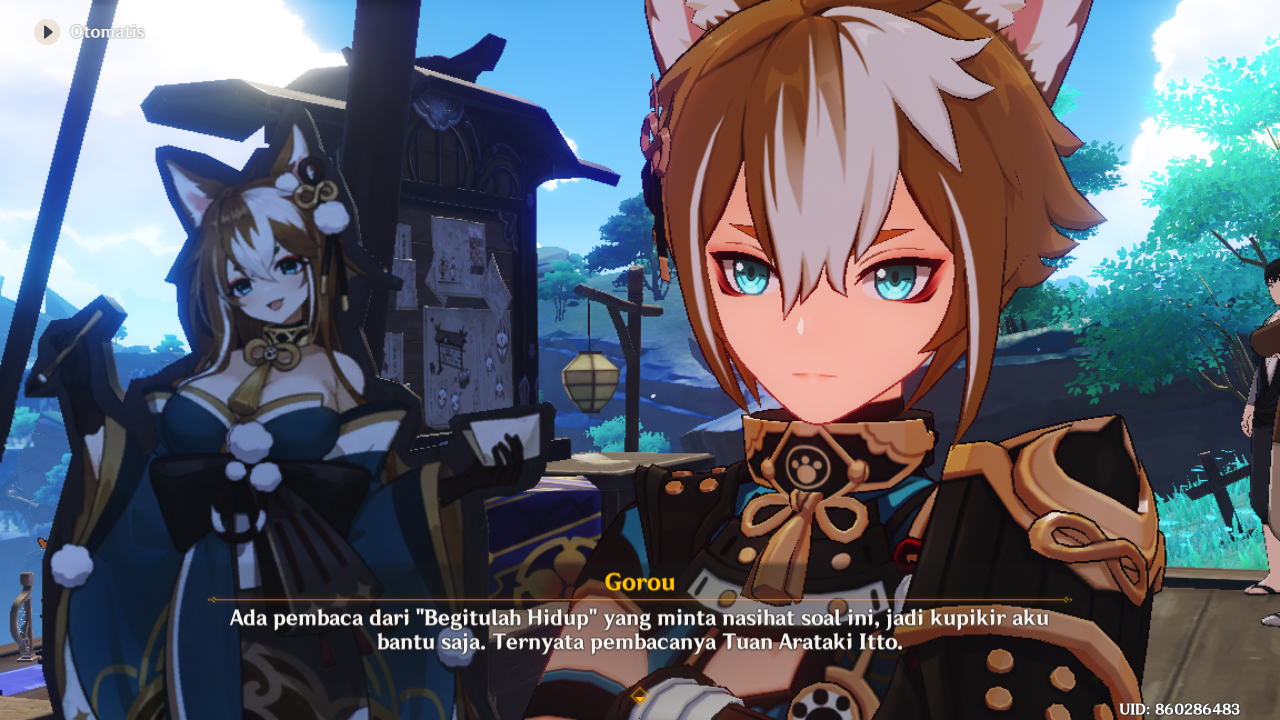 Otomatis
Gorou
Ada pembaca dari "Begitulah Hidup" yang minta nasihat soal ini, jadi kupikir aku
bantu saja. Ternyata pembacanya Tuan Arataki Itto.
UID: 860286483